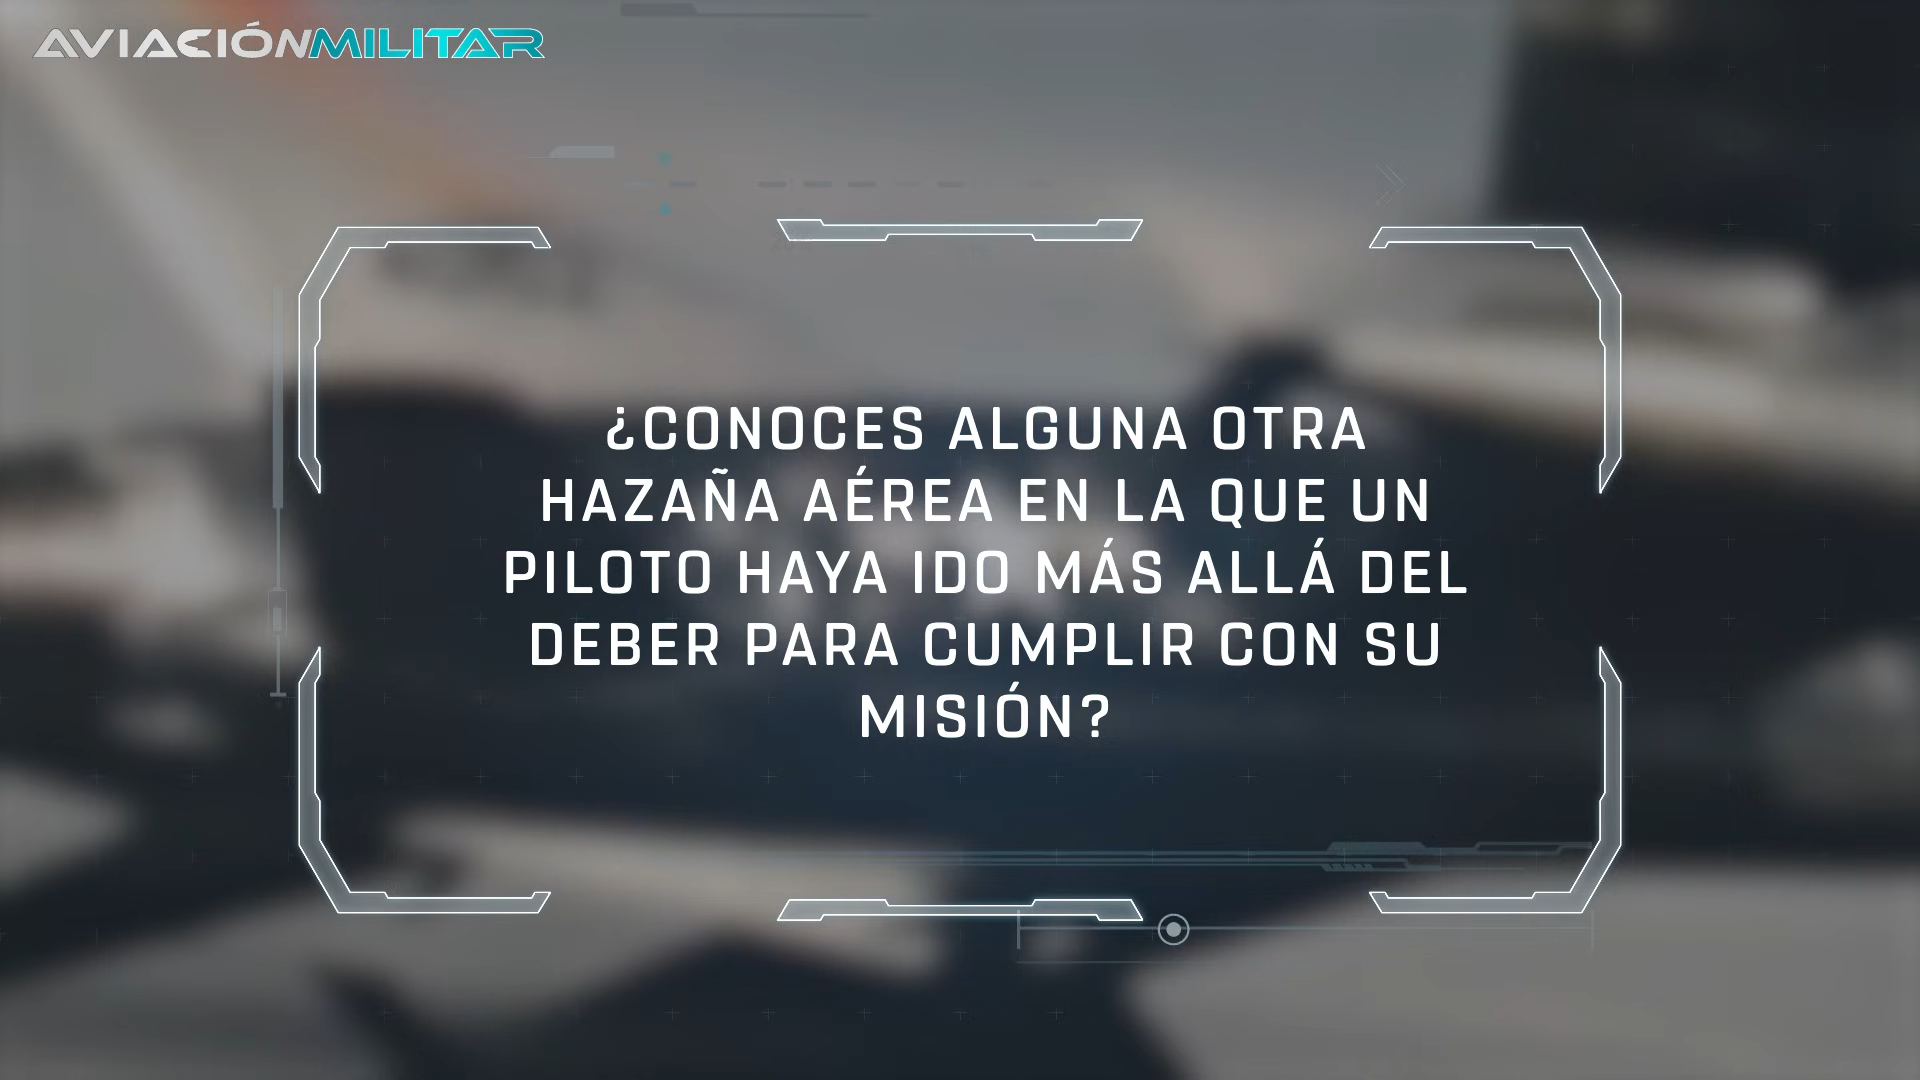 AVIACIÓNMILITAR
¿CONOCES ALGUNA OTRA
HAZAÑA AÉREA EN LA QUE UN
PILOTO HAYA IDO MÁS ALLÁ DEL
DEBER PARA CUMPLIR CON SU
MISIÓN?